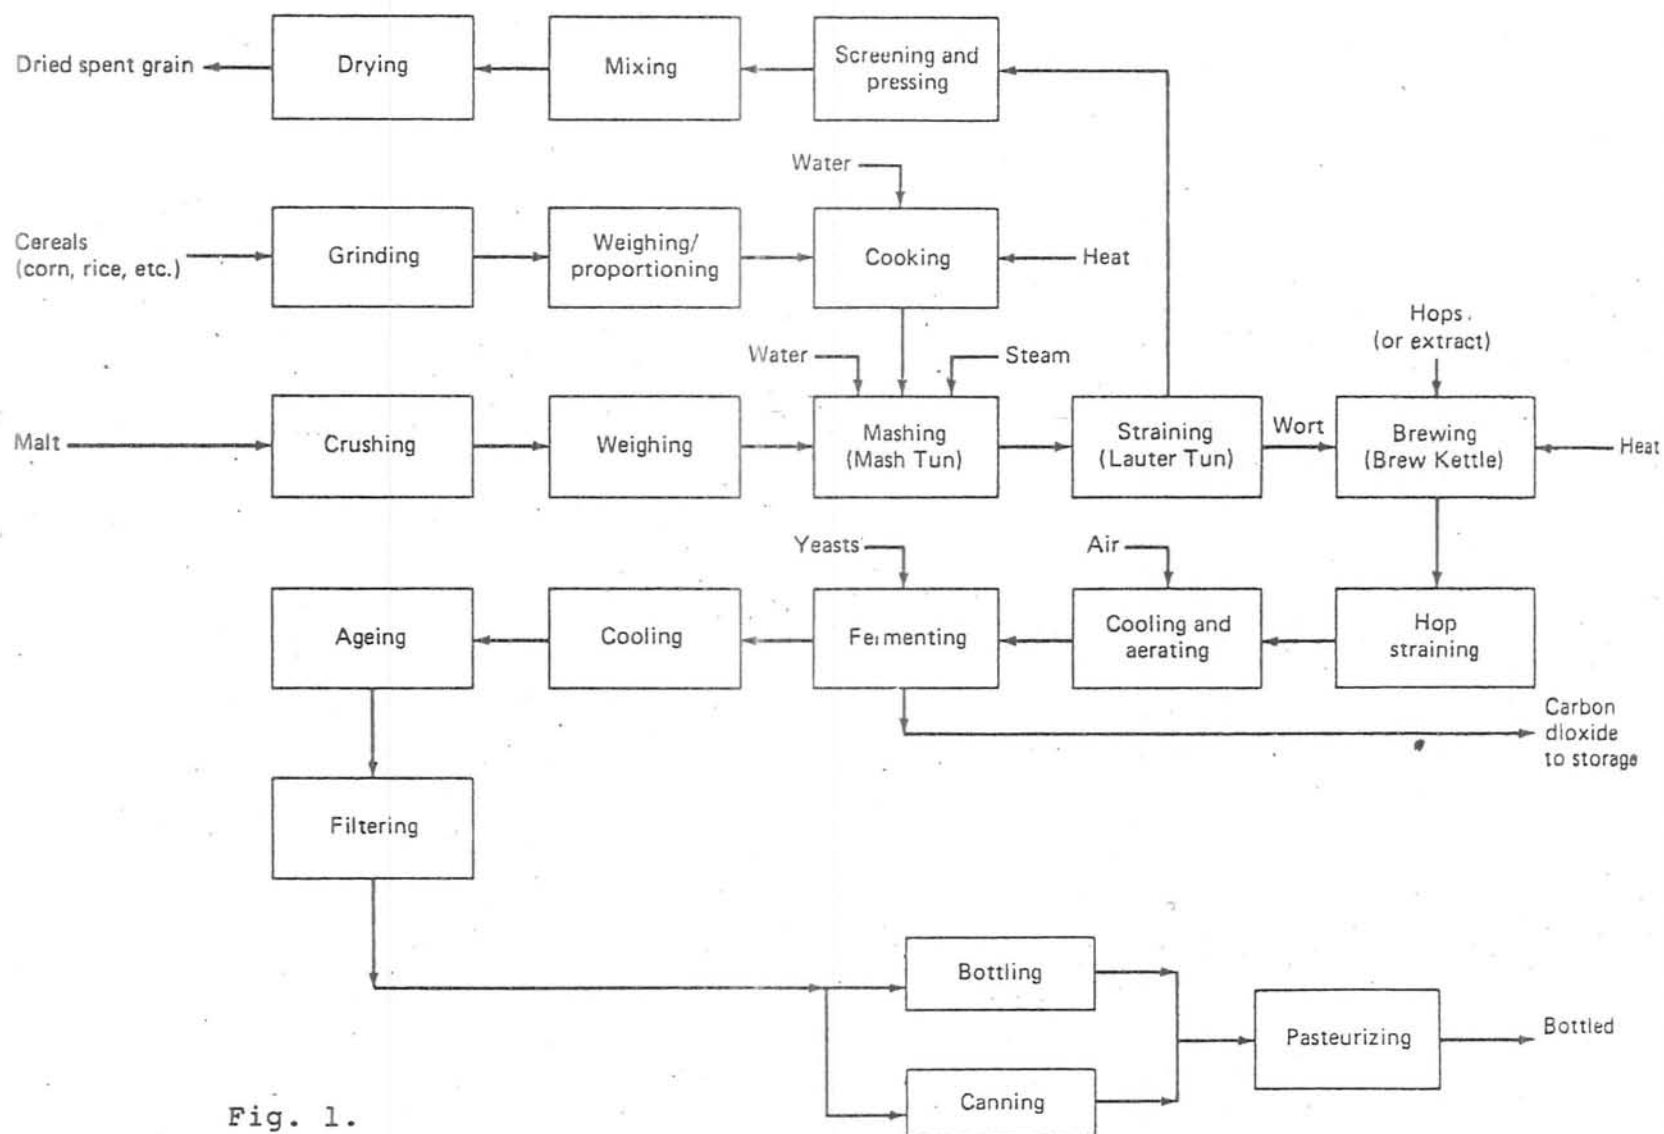 Dried spent grain
Drying
Mixing
Screening and
pressing
Water
Cereals
(corn, rice, etc.)
Grinding
Weighing/
proportioning
Cooking
Heat
Hops
(or extract)
Water
Steam
Malt
Crushing
Weighing
Mashing
(Mash Tun)
Straining
(Lauter Tun)
Wort
Brewing
(Brew Kettle)
Heat
Yeasts
Air
Ageing
Cooling
Fermenting
Cooling and
aerating
Hop
straining
Carbon
dioxide
to storage
Filtering
Bottling
Pasteurizing
Bottled
Canning
Fig. 1.